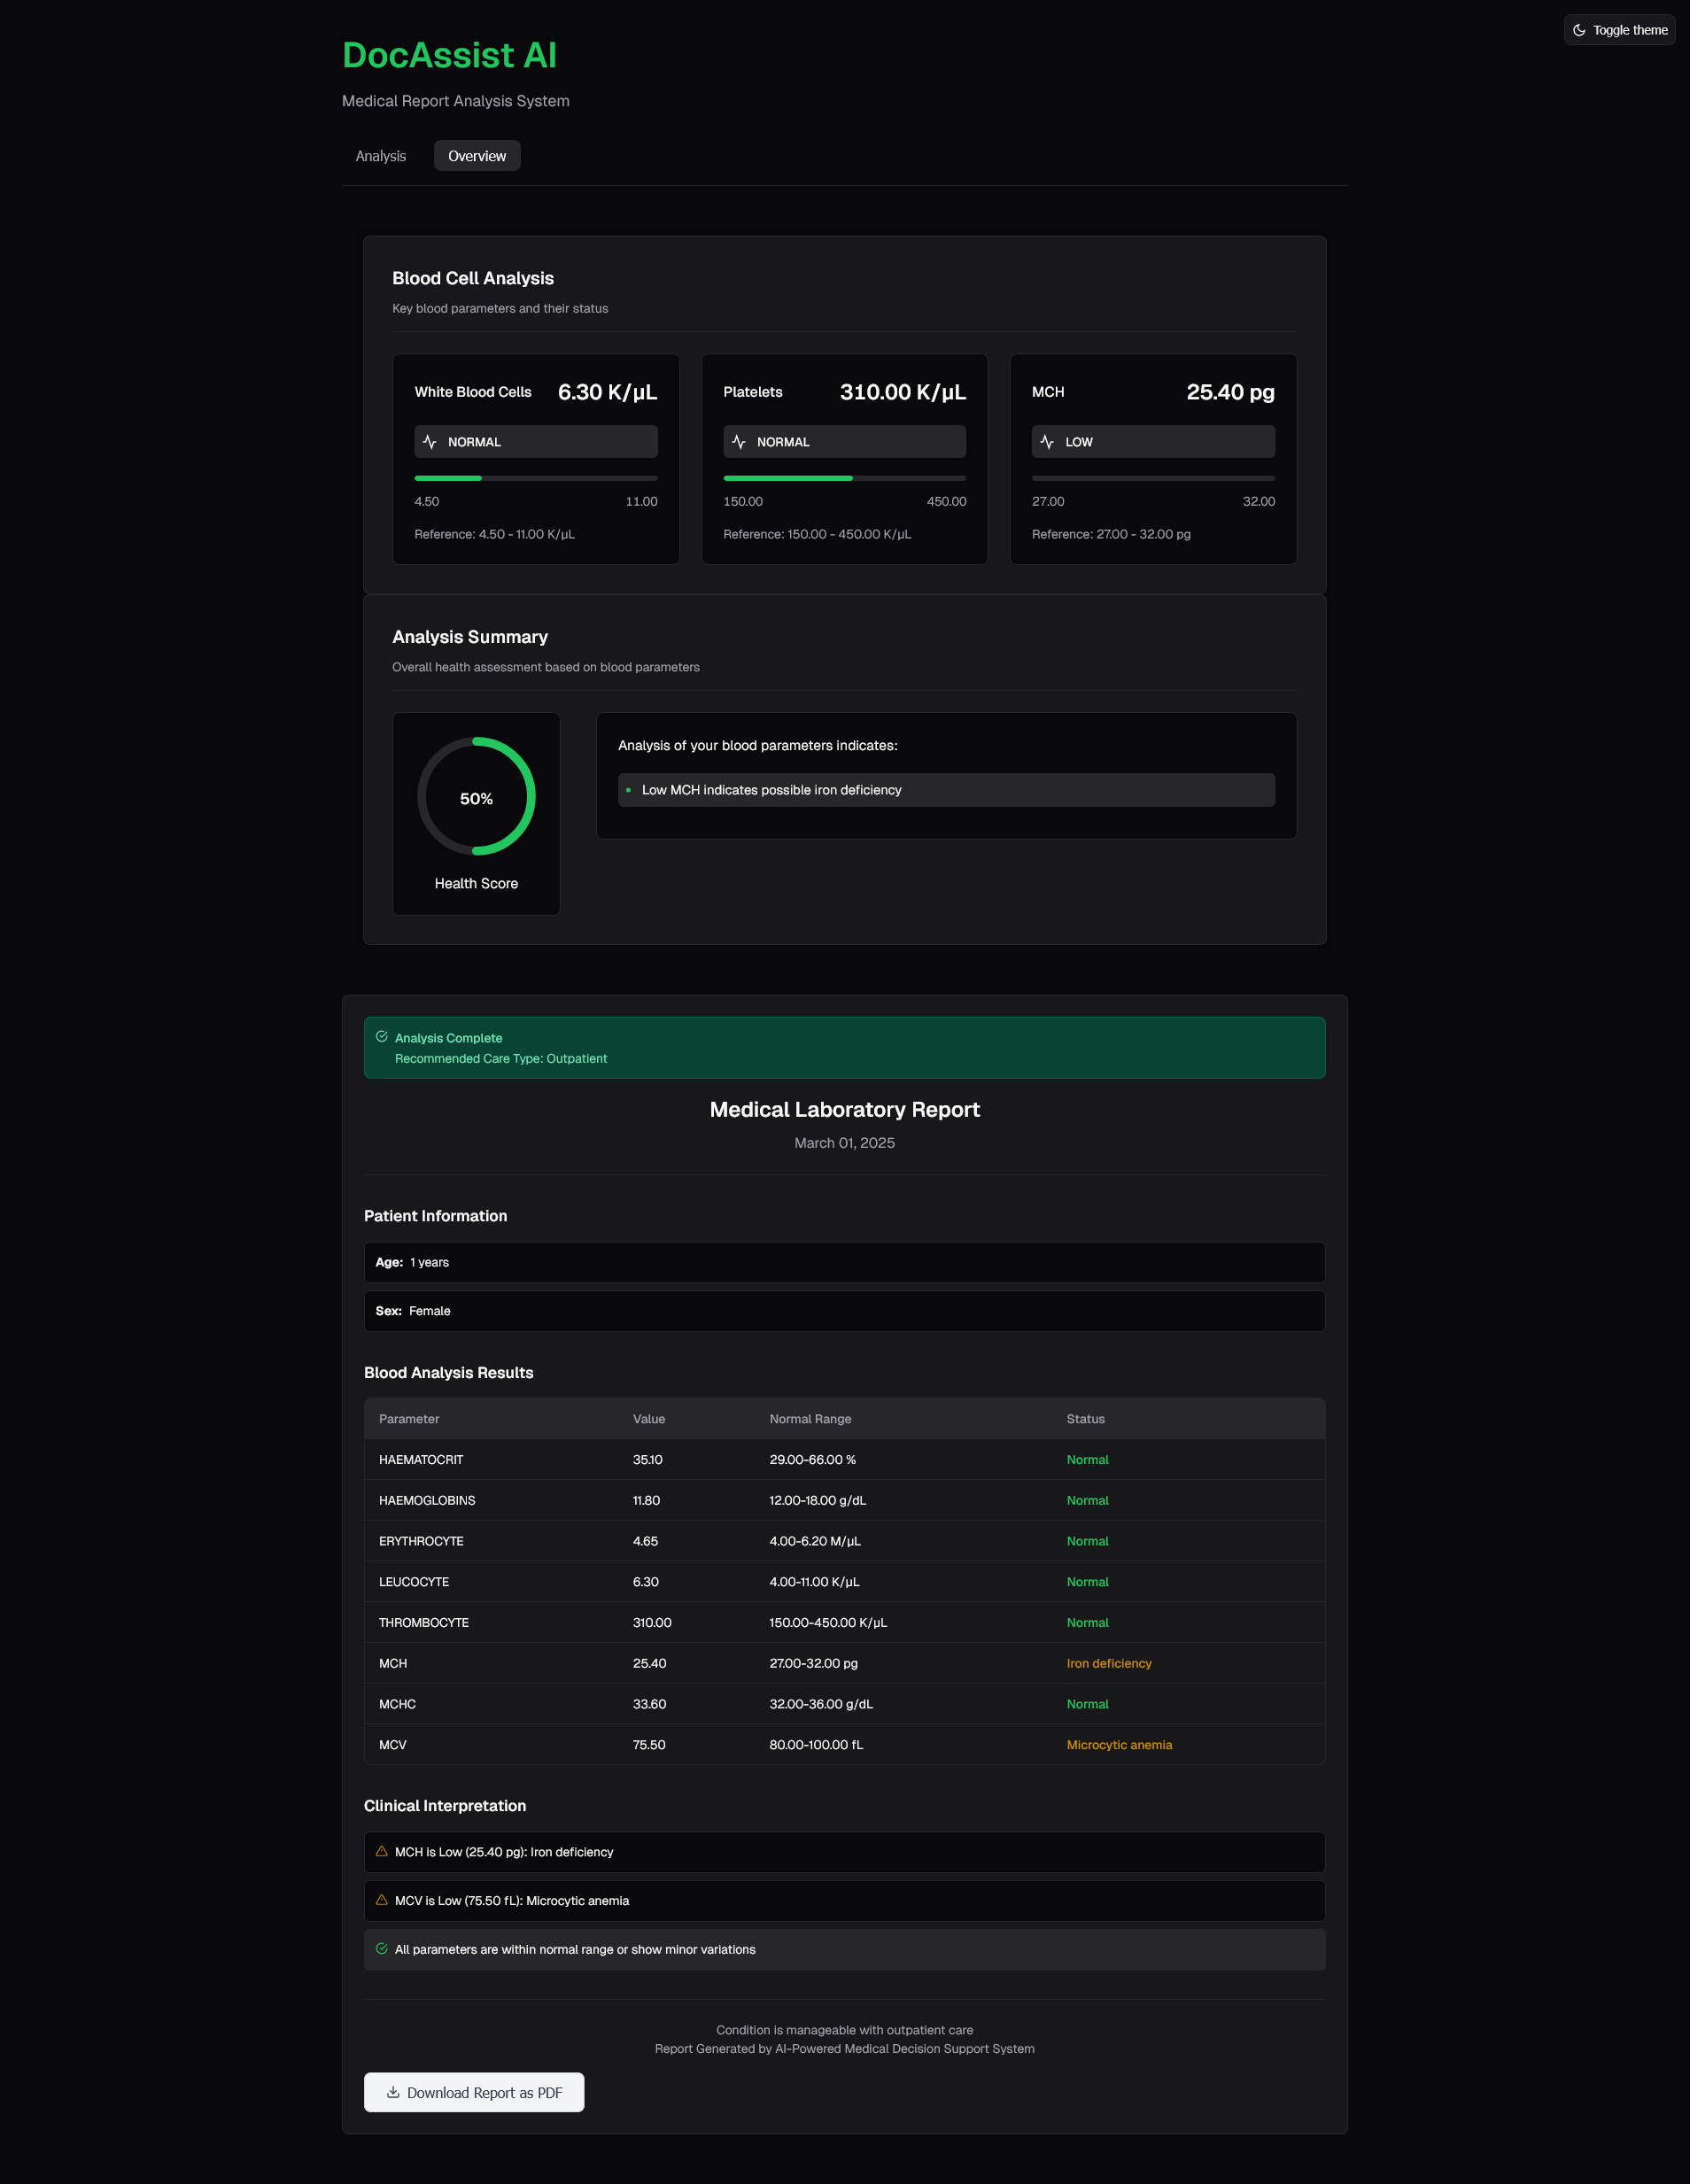 Toggle theme
DocAssist AI
Medical Report Analysis System
Analysis Overview
Blood Cell Analysis
Key blood parameters and their status
White Blood Cells 6.30 K/µL
NORMAL
4.50 11.00
Reference: 4.50 - 11.00 K/µL
Platelets 310.00 K/µL
NORMAL
150.00 450.00
Reference: 150.00 - 450.00 K/µL
MCH 25.40 pg
LOW
27.00 32.00
Reference: 27.00 - 32.00 pg
Analysis Summary
Overall health assessment based on blood parameters
50%
Health Score
Analysis of your blood parameters indicates:
• Low MCH indicates possible iron deficiency
Analysis Complete
Recommended Care Type: Outpatient
Medical Laboratory Report
March 01, 2025
Patient Information
Age: 1 years
Sex: Female
Blood Analysis Results
Parameter Value Normal Range Status
HAEMATOCRIT 35.10 29.00-66.00 % Normal
HAEMOGLOBINS 11.80 12.00-18.00 g/dL Normal
ERYTHROCYTE 4.65 4.00-6.20 M/µL Normal
LEUCOCYTE 6.30 4.00-11.00 K/µL Normal
THROMBOCYTE 310.00 150.00-450.00 K/µL Normal
MCH 25.40 27.00-32.00 pg Iron deficiency
MCHC 33.60 32.00-36.00 g/dL Normal
MCV 75.50 80.00-100.00 fL Microcytic anemia
Clinical Interpretation
MCH is Low (25.40 pg): Iron deficiency
MCV is Low (75.50 fL): Microcytic anemia
All parameters are within normal range or show minor variations
Condition is manageable with outpatient care
Report Generated by AI-Powered Medical Decision Support System
Download Report as PDF